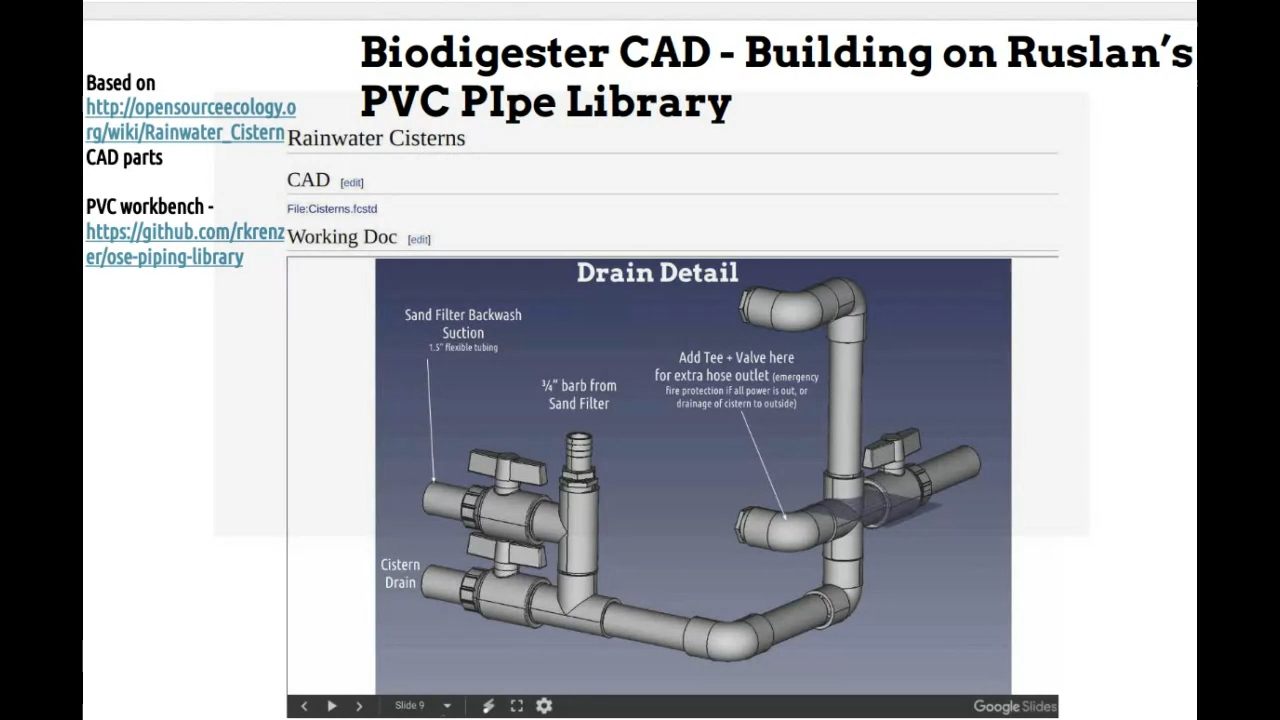 Biodigester CAD - Building on Ruslan's
PVC PIpe Library
Based on
http://opensourceecology.o
rg/wiki/Rainwater_Cistern
CAD parts
PVC workbench -
https://github.com/rkrenz
er/ose-piping-library
Rainwater Cisterns
CAD [edit]
File:Cisterns.fcstd
Working Doc [edit]
Drain Detail
Sand Filter Backwash
Suction
1.5" flexible tubing
¾" barb from
Sand Filter
Add Tee + Valve here
for extra hose outlet (emergency
fire protection if all power is out, or
drainage of cistern to outside)
Cistern
Drain
Slide 9
Google Slides